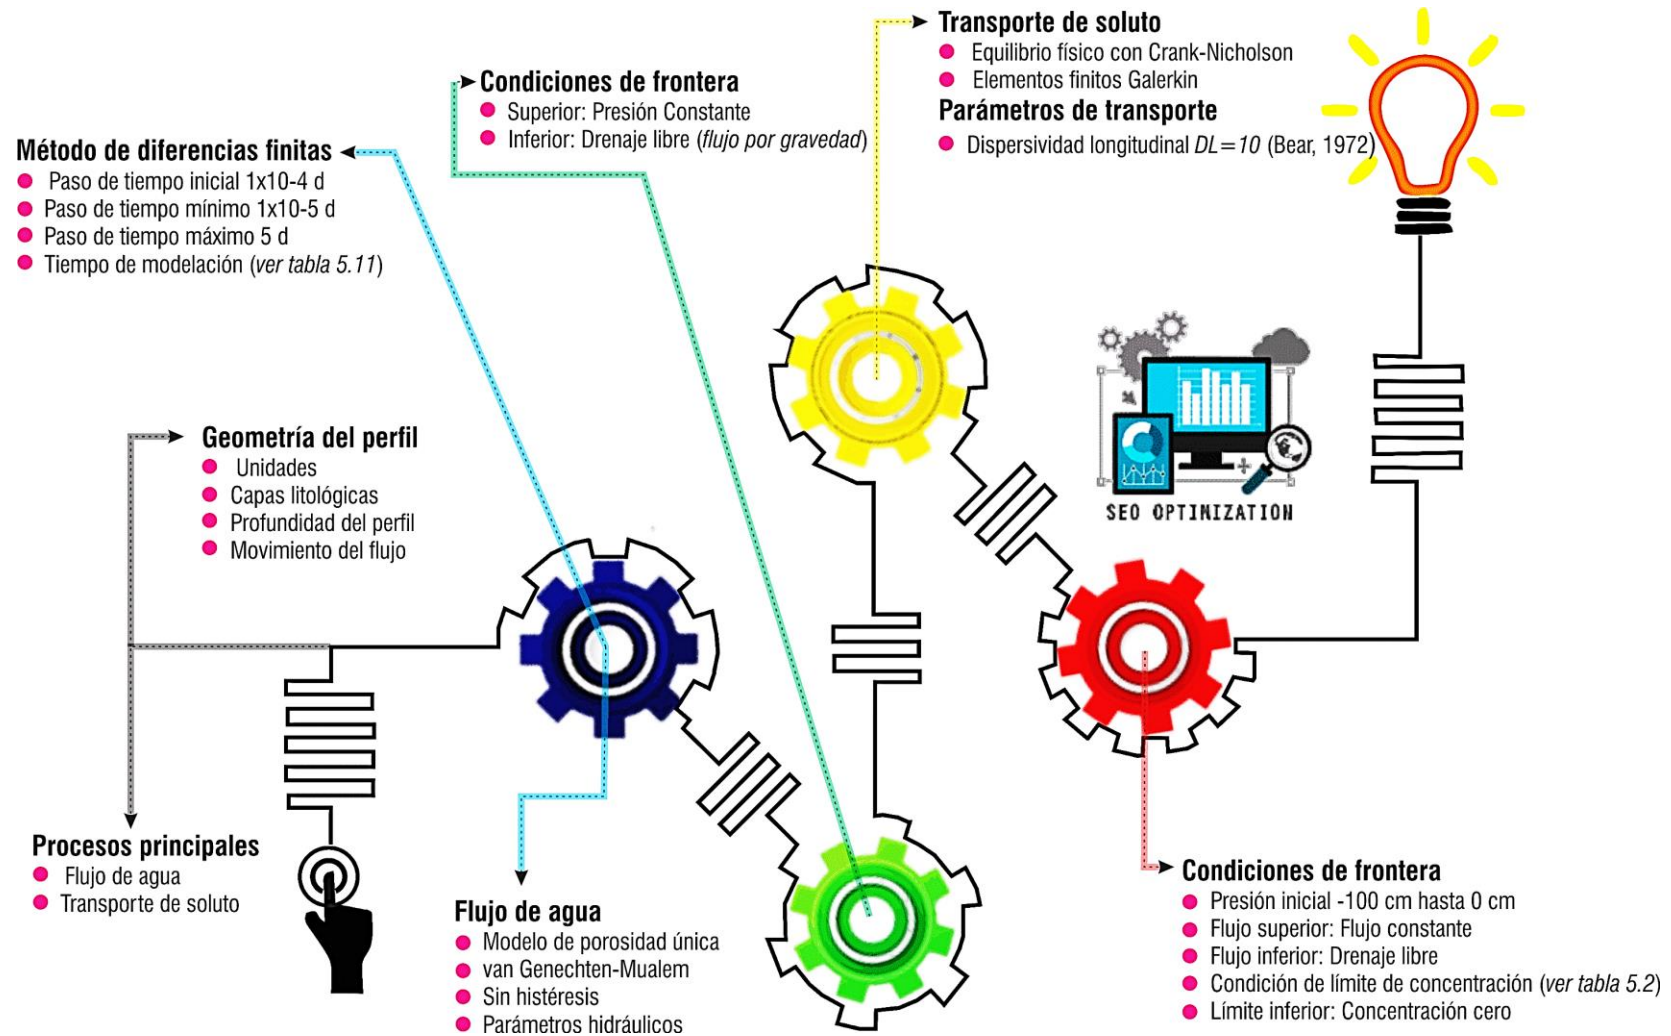 Transporte de soluto
Equilibrio físico con Crank-Nicholson
Elementos finitos Galerkin
Parámetros de transporte
Dispersividad longitudinal DL=10 (Bear, 1972)
Condiciones de frontera
Superior: Presión Constante
Inferior: Drenaje libre (flujo por gravedad)
Método de diferencias finitas
Paso de tiempo inicial 1x10-4 d
Paso de tiempo mínimo 1x10-5 d
Paso de tiempo máximo 5 d
Tiempo de modelación (ver tabla 5.11)
Geometría del perfil
Unidades
Capas litológicas
Profundidad del perfil
Movimiento del flujo
SEO OPTIMIZATION
Procesos principales
Flujo de agua
Transporte de soluto
Flujo de agua
Modelo de porosidad única
van Genechten-Mualem
Sin histéresis
Parámetros hidráulicos
Condiciones de frontera
Presión inicial -100 cm hasta 0 cm
Flujo superior: Flujo constante
Flujo inferior: Drenaje libre
Condición de límite de concentración (ver tabla 5.2)
Límite inferior: Concentración cero